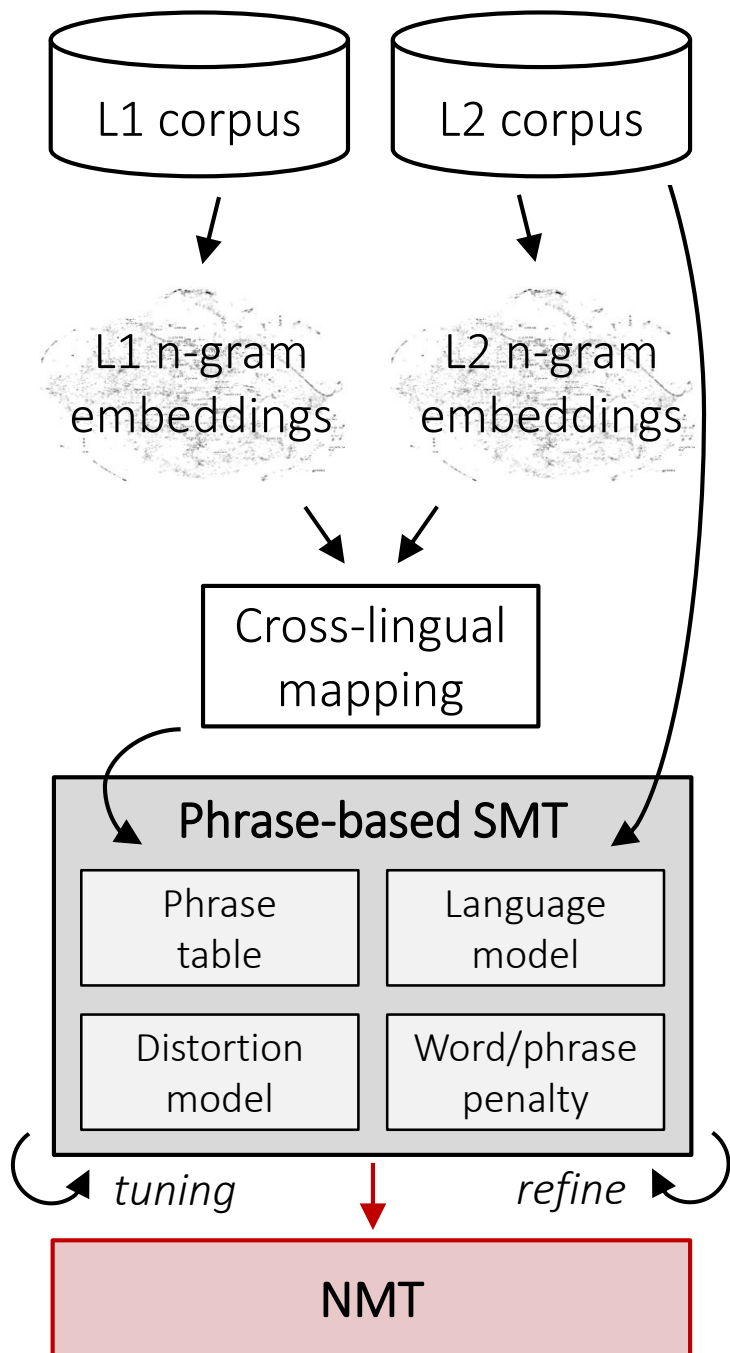 L1 corpus
L2 corpus
L1 n-gram
embeddings
L2 n-gram
embeddings
Cross-lingual
mapping
Phrase-based SMT
Phrase
table
Language
model
Distortion
model
Word/phrase
penalty
tuning
refine
NMT